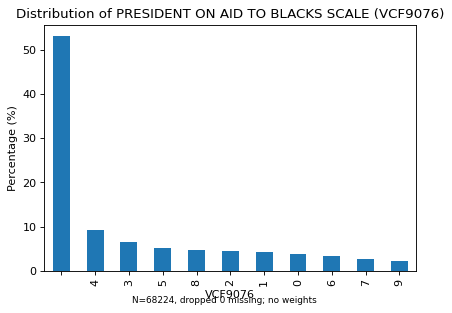 Distribution of PRESIDENT ON AID TO BLACKS SCALE (VCF9076)
Percentage (%)
50
40
30
20
10
0
4 3 5 8 2 1 0 6 7 9
VCF9076
N=68224, dropped 0 missing; no weights